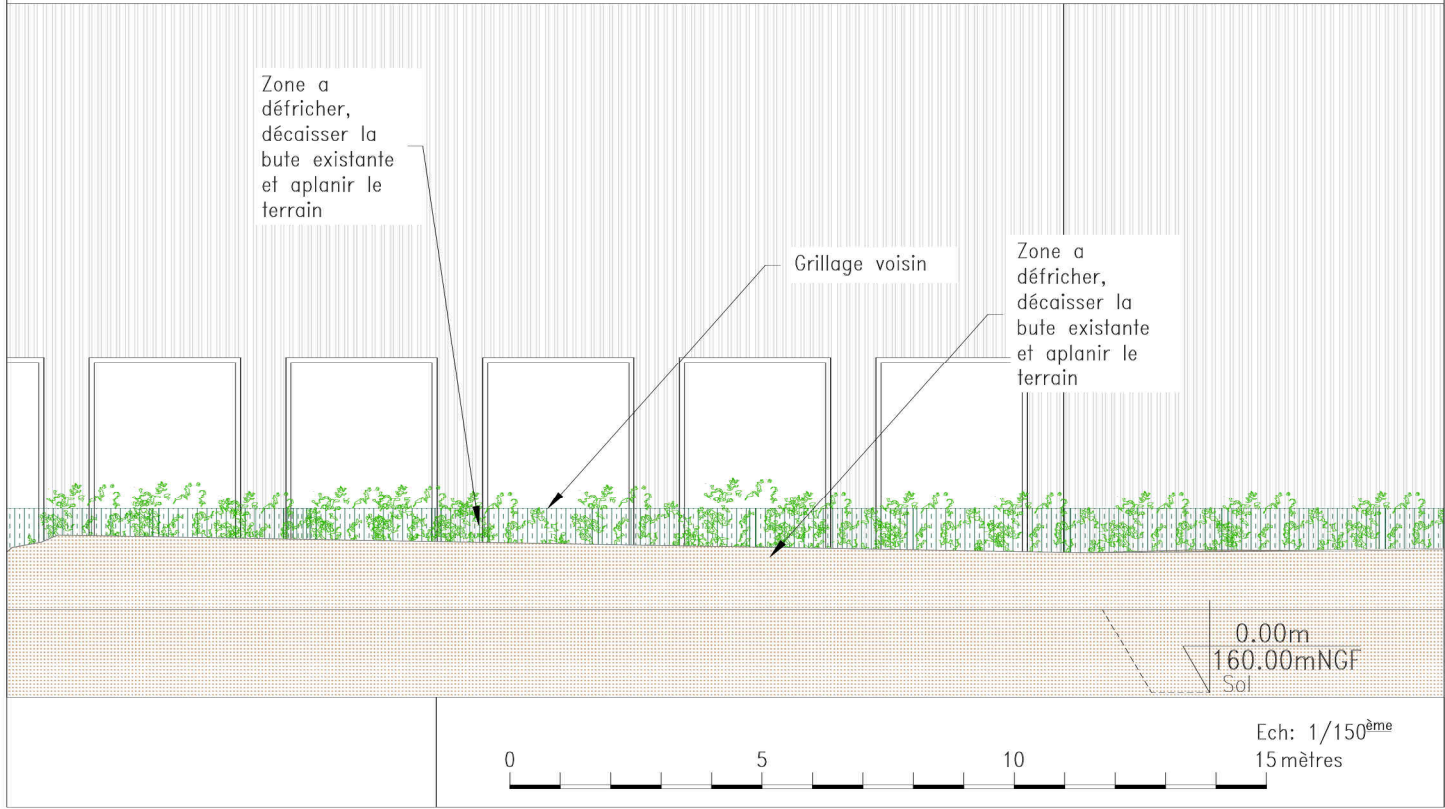 Zone a
défricher,
décaisser la
bute existante
et aplanir le
terrain
Grillage voisin
Zone a
défricher,
décaisser la
bute existante
et aplanir le
terrain
0.00m
160.00mNGF
Sol
Ech: 1/150ème
0 5 10 15 mètres